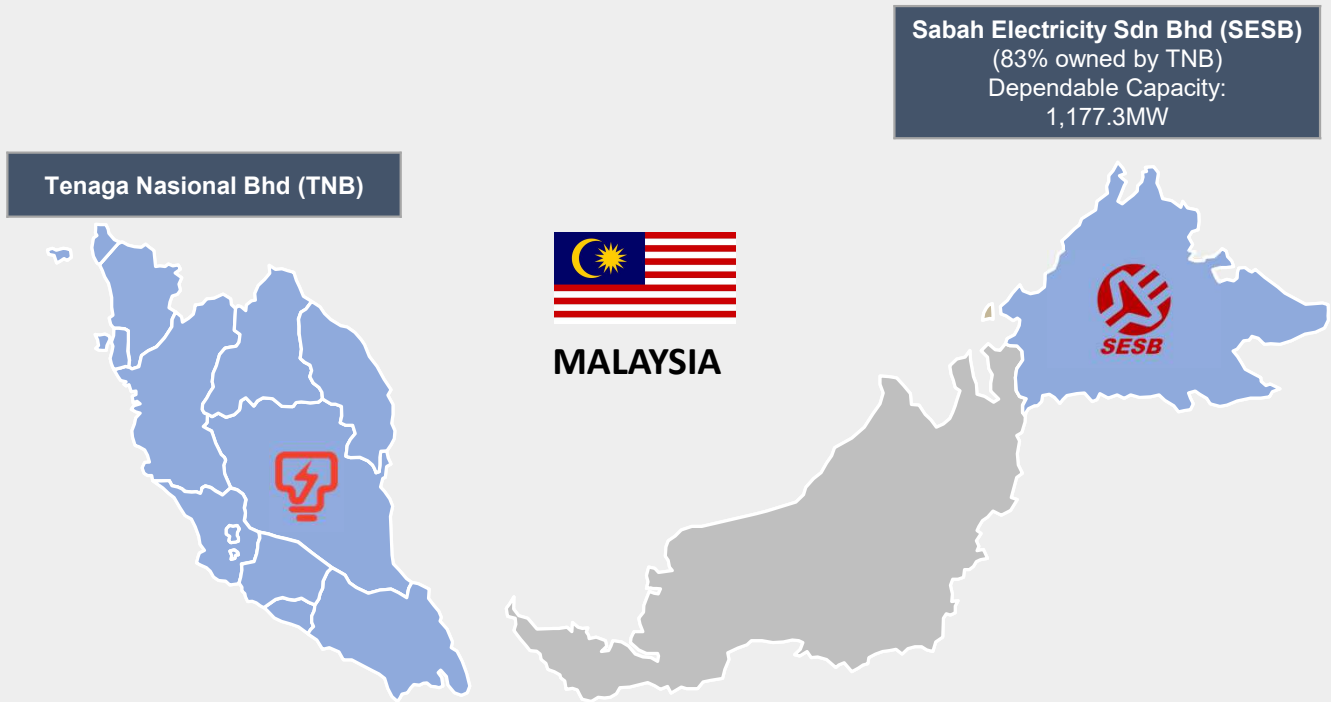 Sabah Electricity Sdn Bhd (SESB)
(83% owned by TNB)
Dependable Capacity:
1,177.3MW
Tenaga Nasional Bhd (TNB)
MALAYSIA
SESB